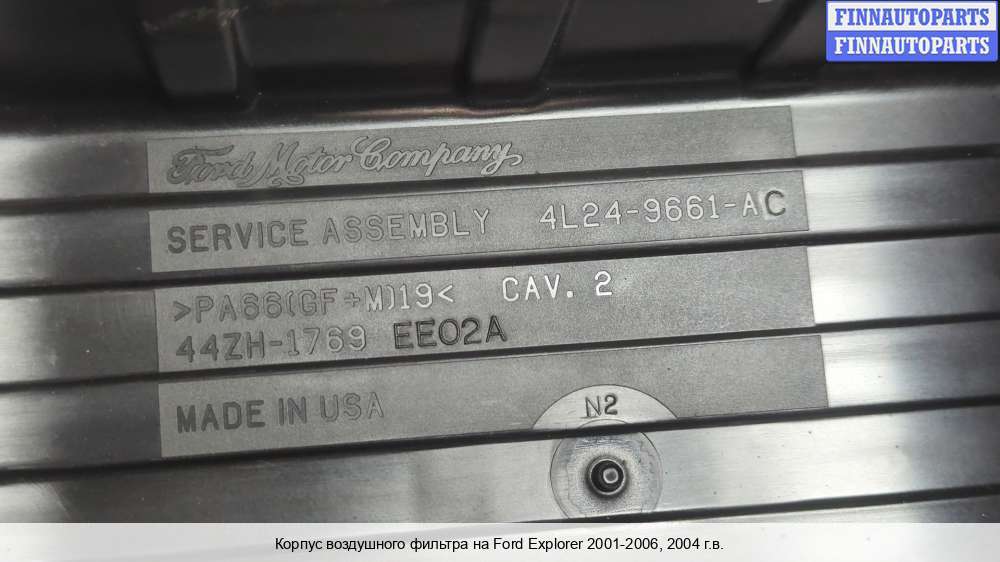 FINNAUTOPARTS
FINNAUTOPARTS
Ford Motor Company
SERVICE ASSEMBLY 4L24-9661-AC
>PA66(GF+M)19< CAV. 2
44ZH-1769 EE02A
MADE IN USA
N2
Корпус воздушного фильтра на Ford Explorer 2001-2006, 2004 г.в.